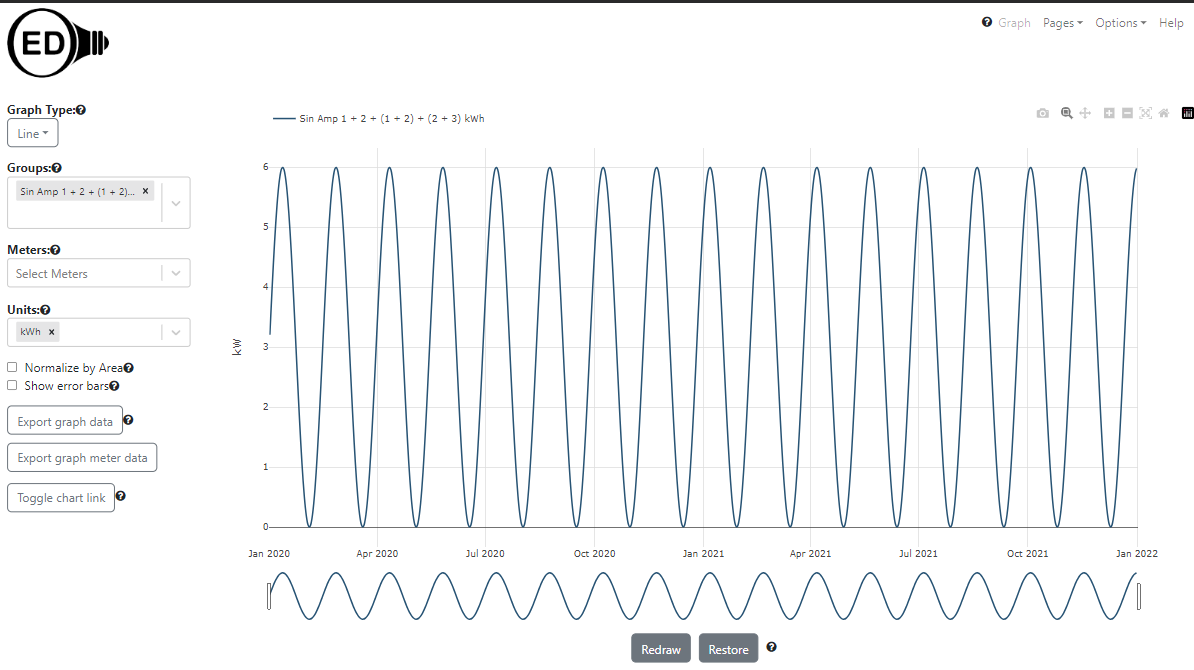 ED
Graph Pages Options Help
Graph Type:
Line
Groups:
Sin Amp 1 + 2 + (1 + 2)...
Meters:
Select Meters
Units:
kWh
Normalize by Area
Show error bars
Export graph data
Export graph meter data
Toggle chart link
Sin Amp 1 + 2 + (1 + 2) + (2 + 3) kWh
6
5
4
3
2
1
0
kW
Jan 2020 Apr 2020 Jul 2020 Oct 2020 Jan 2021 Apr 2021 Jul 2021 Oct 2021 Jan 2022
Redraw Restore